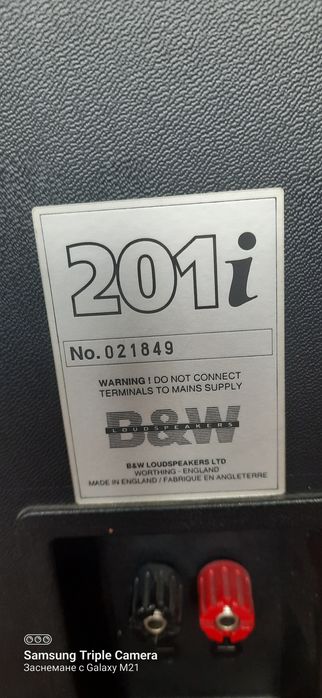 201i
No. 021849
WARNING ! DO NOT CONNECT
TERMINALS TO MAINS SUPPLY
B&W
LOUDSPEAKERS
B&W LOUDSPEAKERS LTD
WORTHING - ENGLAND
MADE IN ENGLAND / FABRIQUE EN ANGLETERRE
Samsung Triple Camera
Заснемане с Galaxy M21